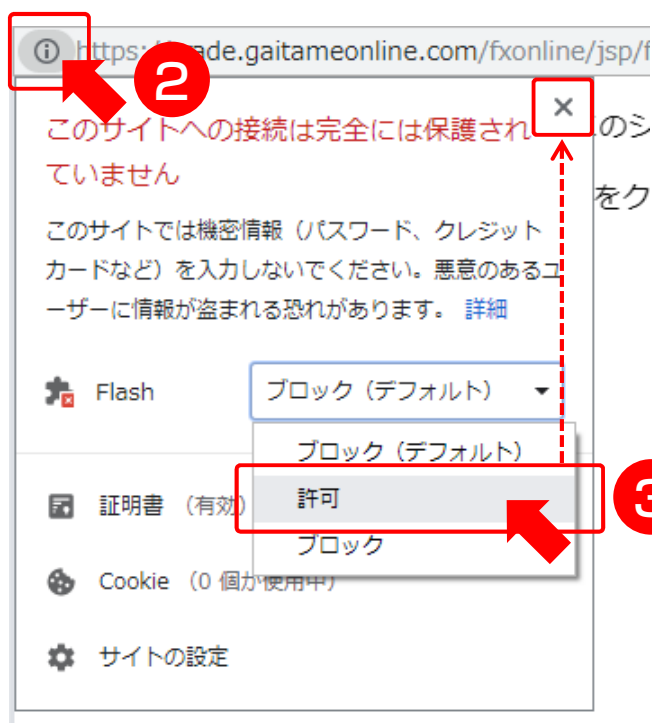 https://trade.gaitameonline.com/fxonline/jsp/f
2
このサイトへの接続は完全には保護され
ていません
のシ
をク
このサイトでは機密情報（パスワード、クレジット
カードなど）を入力しないでください。悪意のあるユ
ーザーに情報が盗まれる恐れがあります。 詳細
Flash ブロック（デフォルト）
ブロック（デフォルト）
許可
3
ブロック
証明書 （有効）
Cookie （0 個が使用中）
サイトの設定